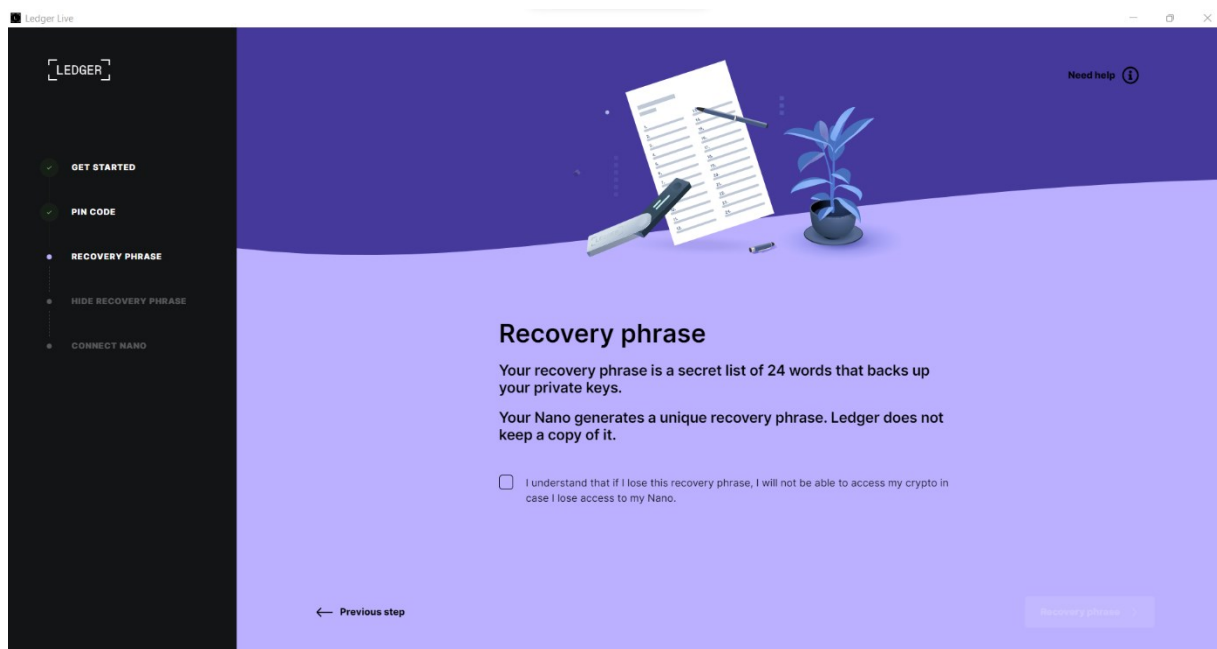 Ledger Live
LEDGER
Need help
GET STARTED
PIN CODE
RECOVERY PHRASE
HIDE RECOVERY PHRASE
CONNECT NANO
Recovery phrase
Your recovery phrase is a secret list of 24 words that backs up
your private keys.
Your Nano generates a unique recovery phrase. Ledger does not
keep a copy of it.
I understand that if I lose this recovery phrase, I will not be able to access my crypto in
case I lose access to my Nano.
← Previous step
Recovery phrase